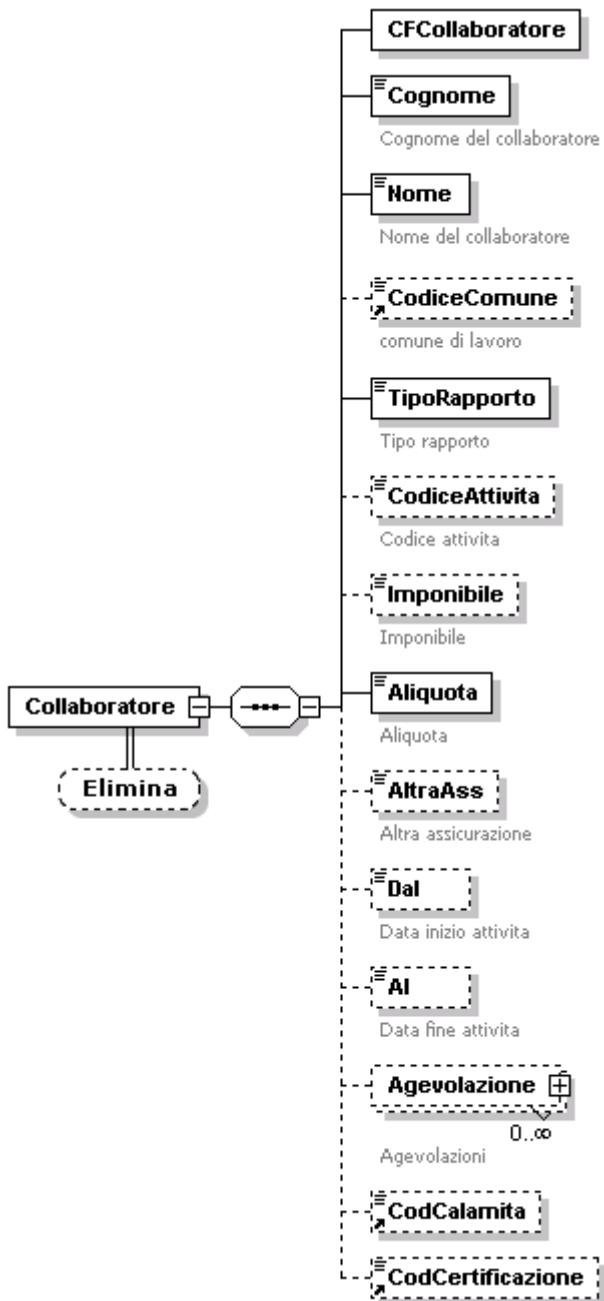 CFCollaboratore
Cognome
Cognome del collaboratore
Nome
Nome del collaboratore
CodiceComune
comune di lavoro
TipoRapporto
Tipo rapporto
CodiceAttivita
Codice attivita
Imponibile
Imponibile
Collaboratore
Elimina
Aliquota
Aliquota
AltraAss
Altra assicurazione
Dal
Data inizio attivita
Al
Data fine attivita
Agevolazione
0..∞
Agevolazioni
CodCalamita
CodCertificazione